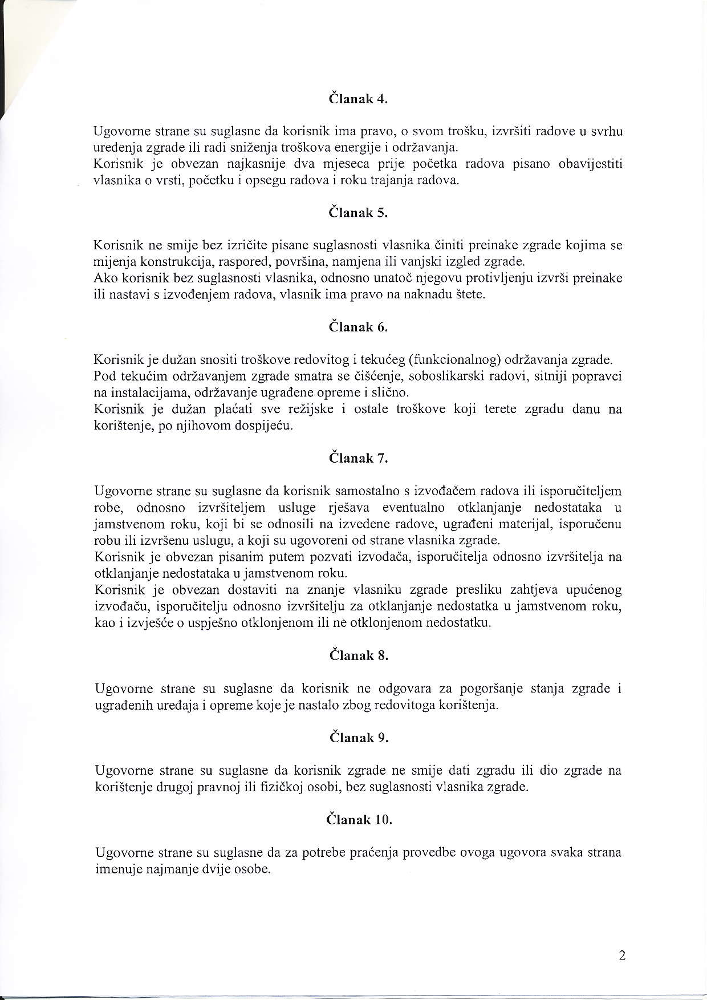 Članak 4.
Ugovorne strane su suglasne da korisnik ima pravo, o svom trošku, izvršiti radove u svrhu
uređenja zgrade ili radi sniženja troškova energije i održavanja.
Korisnik je obvezan najkasnije dva mjeseca prije početka radova pisano obavijestiti
vlasnika o vrsti, početku i opsegu radova i roku trajanja radova.
Članak 5.
Korisnik ne smije bez izričite pisane suglasnosti vlasnika činiti preinake zgrade kojima se
mijenja konstrukcija, raspored, površina, namjena ili vanjski izgled zgrade.
Ako korisnik bez suglasnosti vlasnika, odnosno unatoč njegovu protivljenju izvrši preinake
ili nastavi s izvođenjem radova, vlasnik ima pravo na naknadu štete.
Članak 6.
Korisnik je dužan snositi troškove redovitog i tekućeg (funkcionalnog) održavanja zgrade.
Pod tekućim održavanjem zgrade smatra se čišćenje, soboslikarski radovi, sitniji popravci
na instalacijama, održavanje ugrađene opreme i slično.
Korisnik je dužan plaćati sve režijske i ostale troškove koji terete zgradu danu na
korištenje, po njihovom dospijeću.
Članak 7.
Ugovorne strane su suglasne da korisnik samostalno s izvođačem radova ili isporučiteljem
robe, odnosno izvršiteljem usluge rješava eventualno otklanjanje nedostataka u
jamstvenom roku, koji bi se odnosili na izvedene radove, ugrađeni materijal, isporučenu
robu ili izvršenu uslugu, a koji su ugovoreni od strane vlasnika zgrade.
Korisnik je obvezan pisanim putem pozvati izvođača, isporučitelja odnosno izvršitelja na
otklanjanje nedostataka u jamstvenom roku.
Korisnik je obvezan dostaviti na znanje vlasniku zgrade presliku zahtjeva upućenog
izvođaču, isporučitelju odnosno izvršitelju za otklanjanje nedostatka u jamstvenom roku,
kao i izvješće o uspješno otklonjenom ili ne otklonjenom nedostatku.
Članak 8.
Ugovorne strane su suglasne da korisnik ne odgovara za pogoršanje stanja zgrade i
ugrađenih uređaja i opreme koje je nastalo zbog redovitoga korištenja.
Članak 9.
Ugovorne strane su suglasne da korisnik zgrade ne smije dati zgradu ili dio zgrade na
korištenje drugoj pravnoj ili fizičkoj osobi, bez suglasnosti vlasnika zgrade.
Članak 10.
Ugovorne strane su suglasne da za potrebe praćenja provedbe ovoga ugovora svaka strana
imenuje najmanje dvije osobe.
2